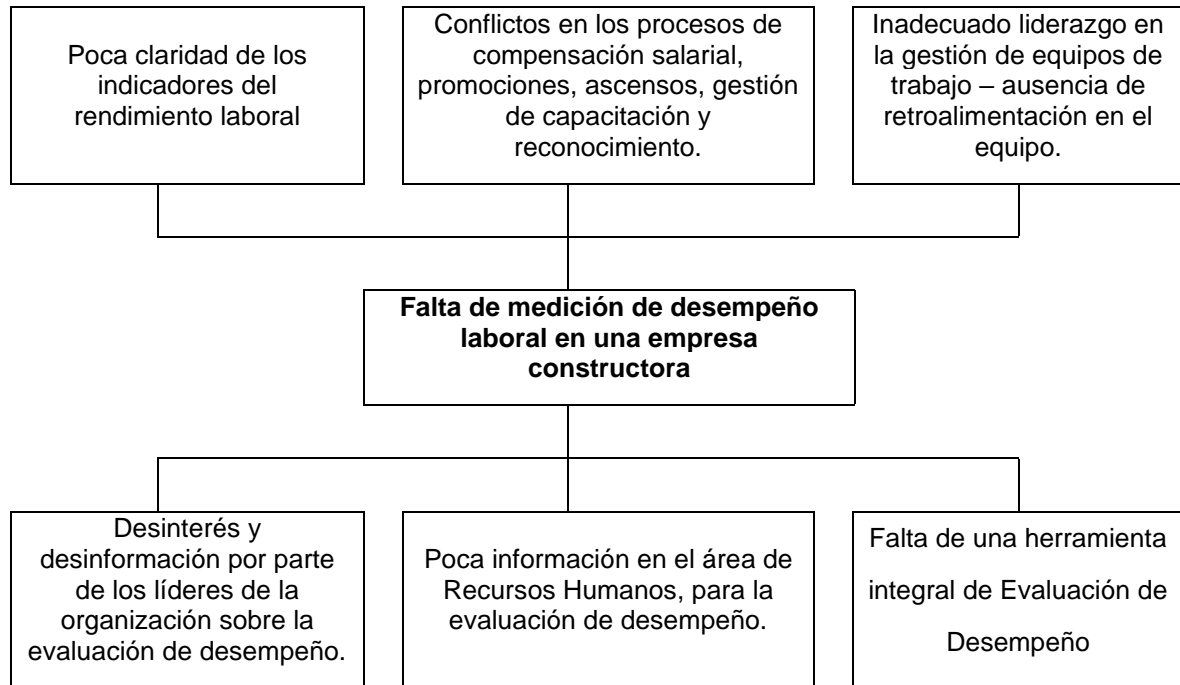 Poca claridad de los
indicadores del
rendimiento laboral
Conflictos en los procesos de
compensación salarial,
promociones, ascensos, gestión
de capacitación y
reconocimiento.
Inadecuado liderazgo en
la gestión de equipos de
trabajo – ausencia de
retroalimentación en el
equipo.
Falta de medición de desempeño
laboral en una empresa
constructora
Desinterés y
desinformación por parte
de los líderes de la
organización sobre la
evaluación de desempeño.
Poca información en el área de
Recursos Humanos, para la
evaluación de desempeño.
Falta de una herramienta
integral de Evaluación de
Desempeño